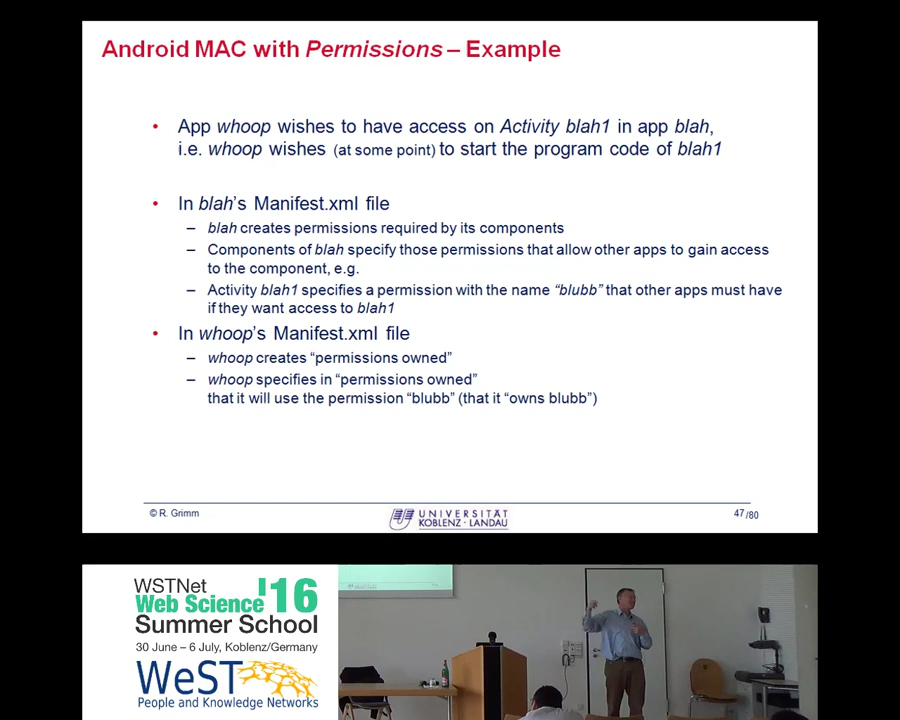 Android MAC with Permissions – Example
• App whoop wishes to have access on Activity blah1 in app blah,
i.e. whoop wishes (at some point) to start the program code of blah1
• In blah's Manifest.xml file
– blah creates permissions required by its components
– Components of blah specify those permissions that allow other apps to gain access
to the component, e.g.
– Activity blah1 specifies a permission with the name “blubb” that other apps must have
if they want access to blah1
• In whoop's Manifest.xml file
– whoop creates “permissions owned”
– whoop specifies in “permissions owned”
that it will use the permission “blubb” (that it “owns blubb”)
© R. Grimm
UNIVERSITÄT
KOBLENZ · LANDAU
47/80
WSTNet
Web Science '16
Summer School
30 June – 6 July, Koblenz/Germany
WeST
People and Knowledge Networks